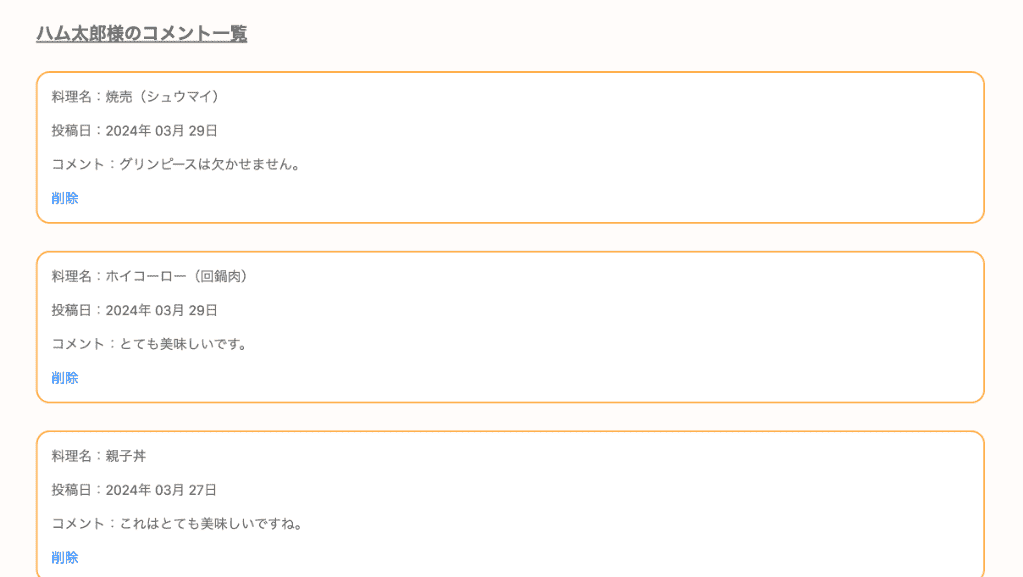 ハム太郎様のコメント一覧
料理名：焼売（シュウマイ）
投稿日：2024年 03月 29日
コメント：グリンピースは欠かせません。
削除
料理名：ホイコーロー（回鍋肉）
投稿日：2024年 03月 29日
コメント：とても美味しいです。
削除
料理名：親子丼
投稿日：2024年 03月 27日
コメント：これはとても美味しいですね。
削除